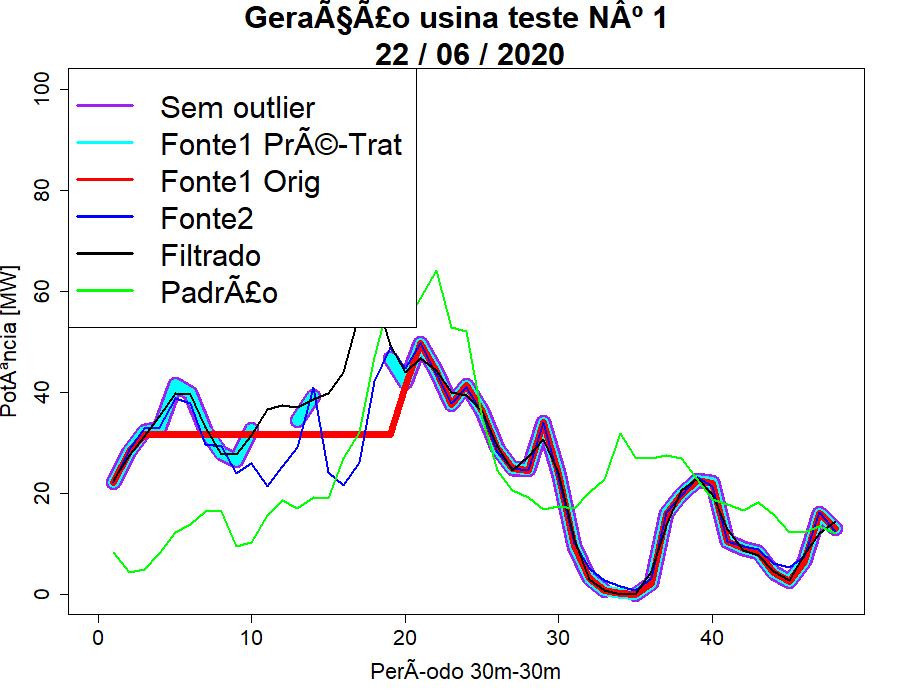 GeraÃ§Ã£o usina teste NÂº 1
22 / 06 / 2020
Sem outlier
Fonte1 PrÃ©-Trat
Fonte1 Orig
Fonte2
Filtrado
PadrÃ£o
PotÃªncia [MW]
100
80
60
40
20
0
0 10 20 30 40
PerÃ­odo 30m-30m